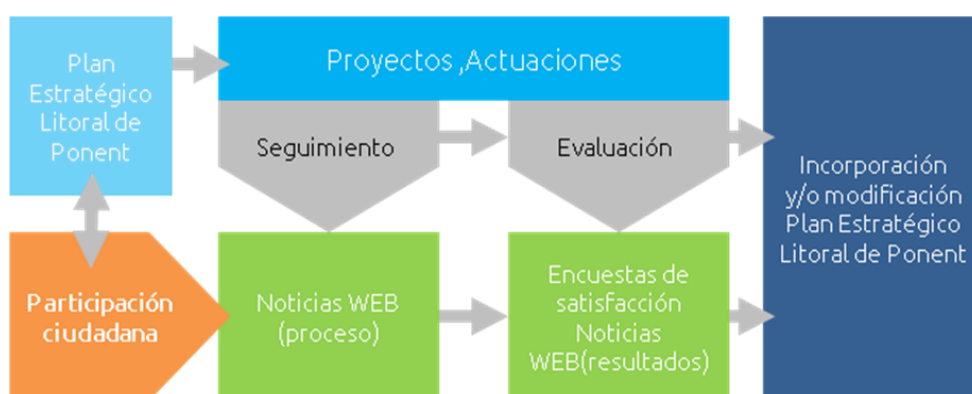 Plan
Estratégico
Litoral de
Ponent
Proyectos ,Actuaciones
Seguimiento
Evaluación
Incorporación
y/o modificación
Plan Estratégico
Litoral de Ponent
Participación
ciudadana
Noticias WEB
(proceso)
Encuestas de
satisfacción
Noticias
WEB(resultados)